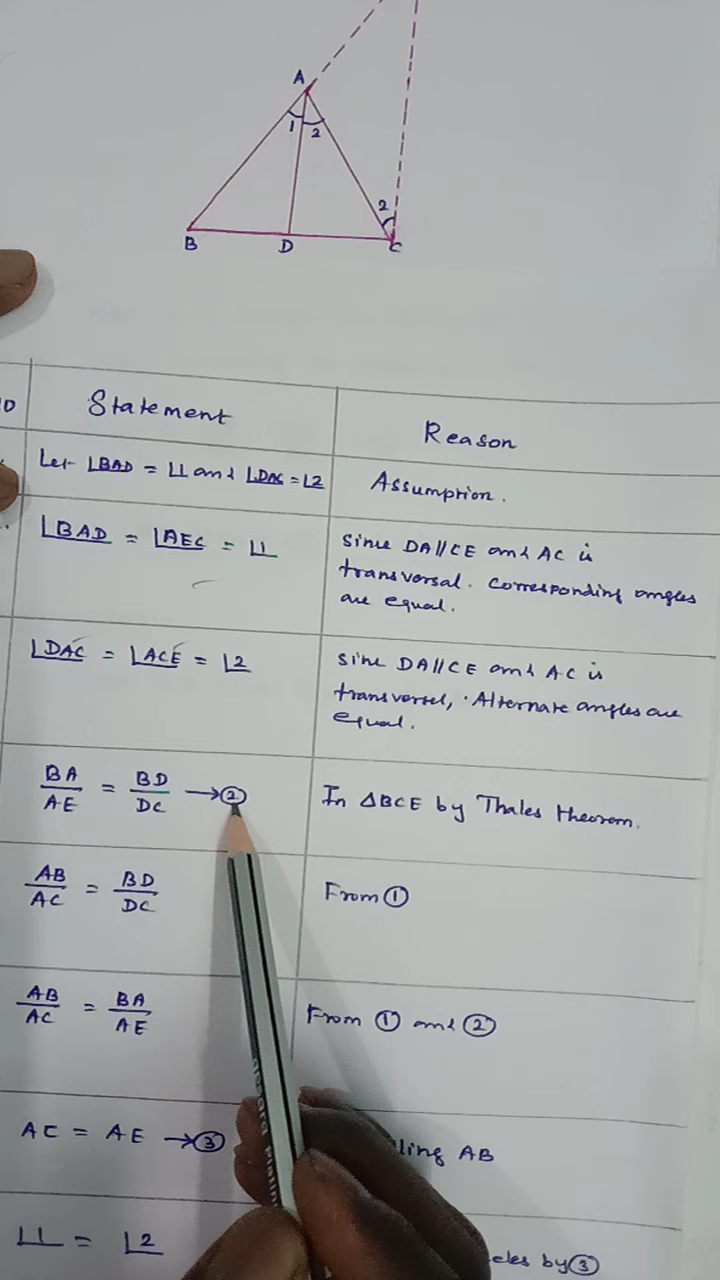 A
1 2
2
B D C
Statement Reason
Let ∠BAD = ∠1 and ∠DAC = ∠2
Assumption.
∠BAD = ∠AEC = ∠1
Since DA//CE and AC is
transversal. Corresponding angles
are equal.
∠DAC = ∠ACE = ∠2
Sine DA//CE and AC is
transversel, . Alternate angles are
equal.
BA/AE = BD/DC → ②
In ΔBCE by Thales theorem.
AB/AC = BD/DC
From ①
AB/AC = BA/AE
From ① and ②
AC = AE → ③
lling AB
∠1 = ∠2
eles by ③